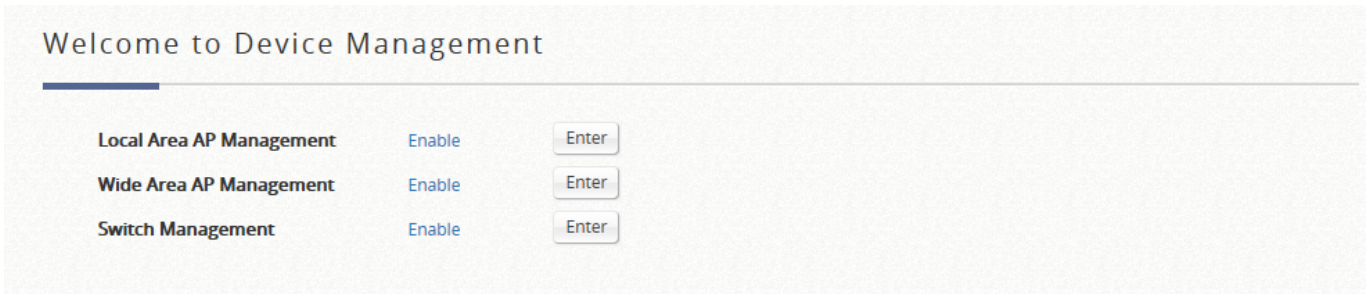 Welcome to Device Management
Local Area AP Management Enable Enter
Wide Area AP Management Enable Enter
Switch Management Enable Enter